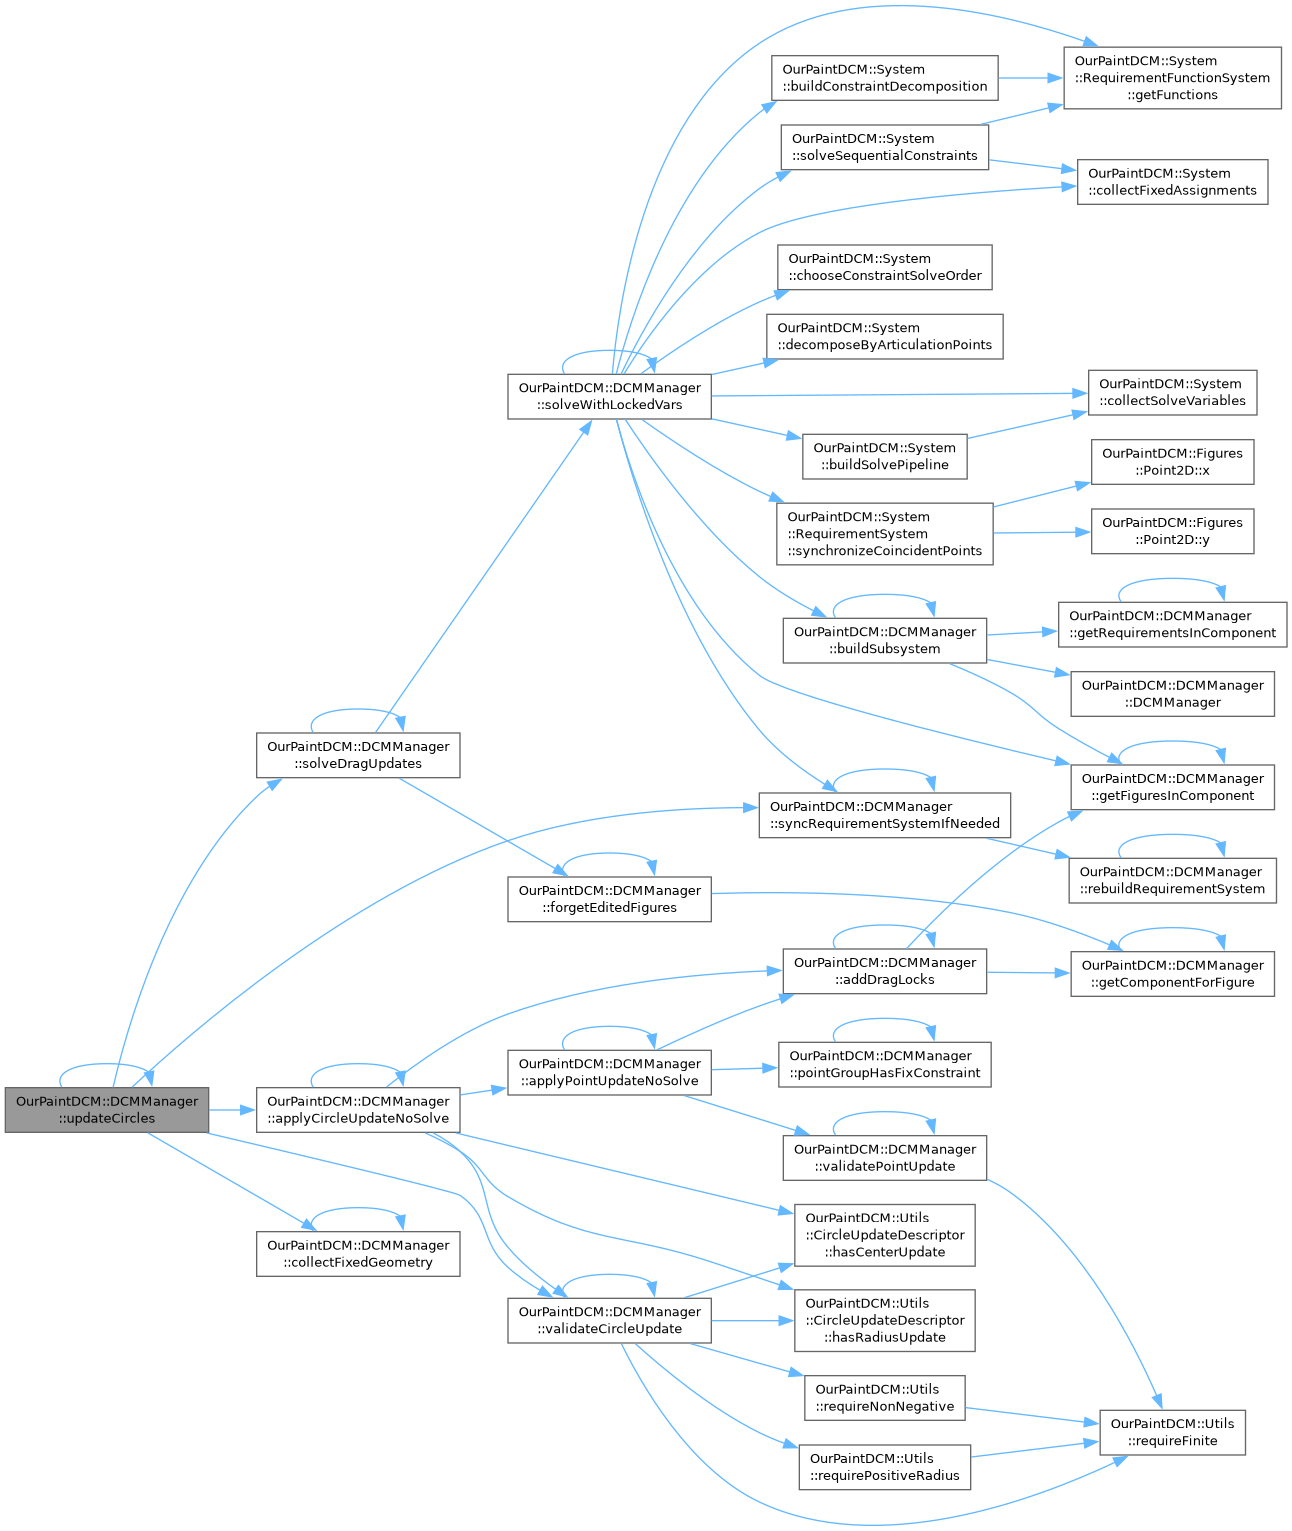 OurPaintDCM::System
::RequirementFunctionSystem
::getFunctions
OurPaintDCM::System
::buildConstraintDecomposition
OurPaintDCM::System
::solveSequentialConstraints
OurPaintDCM::System
::collectFixedAssignments
OurPaintDCM::System
::chooseConstraintSolveOrder
OurPaintDCM::System
::decomposeByArticulationPoints
OurPaintDCM::DCMManager
::solveWithLockedVars
OurPaintDCM::System
::collectSolveVariables
OurPaintDCM::System
::buildSolvePipeline
OurPaintDCM::Figures
::Point2D::x
OurPaintDCM::System
::RequirementSystem
::synchronizeCoincidentPoints
OurPaintDCM::Figures
::Point2D::y
OurPaintDCM::DCMManager
::getRequirementsInComponent
OurPaintDCM::DCMManager
::buildSubsystem
OurPaintDCM::DCMManager
::DCMManager
OurPaintDCM::DCMManager
::solveDragUpdates
OurPaintDCM::DCMManager
::getFiguresInComponent
OurPaintDCM::DCMManager
::syncRequirementSystemIfNeeded
OurPaintDCM::DCMManager
::rebuildRequirementSystem
OurPaintDCM::DCMManager
::forgetEditedFigures
OurPaintDCM::DCMManager
::addDragLocks
OurPaintDCM::DCMManager
::getComponentForFigure
OurPaintDCM::DCMManager
::applyPointUpdateNoSolve
OurPaintDCM::DCMManager
::pointGroupHasFixConstraint
OurPaintDCM::DCMManager
::updateCircles
OurPaintDCM::DCMManager
::applyCircleUpdateNoSolve
OurPaintDCM::DCMManager
::validatePointUpdate
OurPaintDCM::DCMManager
::collectFixedGeometry
OurPaintDCM::Utils
::CircleUpdateDescriptor
::hasCenterUpdate
OurPaintDCM::DCMManager
::validateCircleUpdate
OurPaintDCM::Utils
::CircleUpdateDescriptor
::hasRadiusUpdate
OurPaintDCM::Utils
::requireNonNegative
OurPaintDCM::Utils
::requireFinite
OurPaintDCM::Utils
::requirePositiveRadius